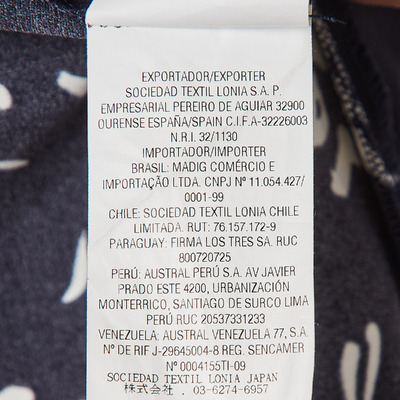 EXPORTADOR/EXPORTER
SOCIEDAD TEXTIL LONIA S.A. P.
EMPRESARIAL PEREIRO DE AGUIAR 32900
OURENSE ESPAÑA/SPAIN C.I.F.A-32226003
N.R.I. 32/1130
IMPORTADOR/IMPORTER
BRASIL: MADIG COMÉRCIO E
IMPORTAÇÃO LTDA. CNPJ Nº 11.054.427/
0001-99
CHILE: SOCIEDAD TEXTIL LONIA CHILE
LIMITADA. RUT: 76.157.172-9
PARAGUAY: FIRMA LOS TRES SA. RUC
800720725
PERÚ: AUSTRAL PERÚ S.A. AV JAVIER
PRADO ESTE 4200, URBANIZACIÓN
MONTERRICO, SANTIAGO DE SURCO LIMA
PERÚ RUC 20537331233
VENEZUELA: AUSTRAL VENEZUELA 77, S.A.
Nº DE RIF J-29645004-8 REG. SENCAMER
Nº 0004155TI-09
SOCIEDAD TEXTIL LONIA JAPAN
株式会社 . 03-6274-6957